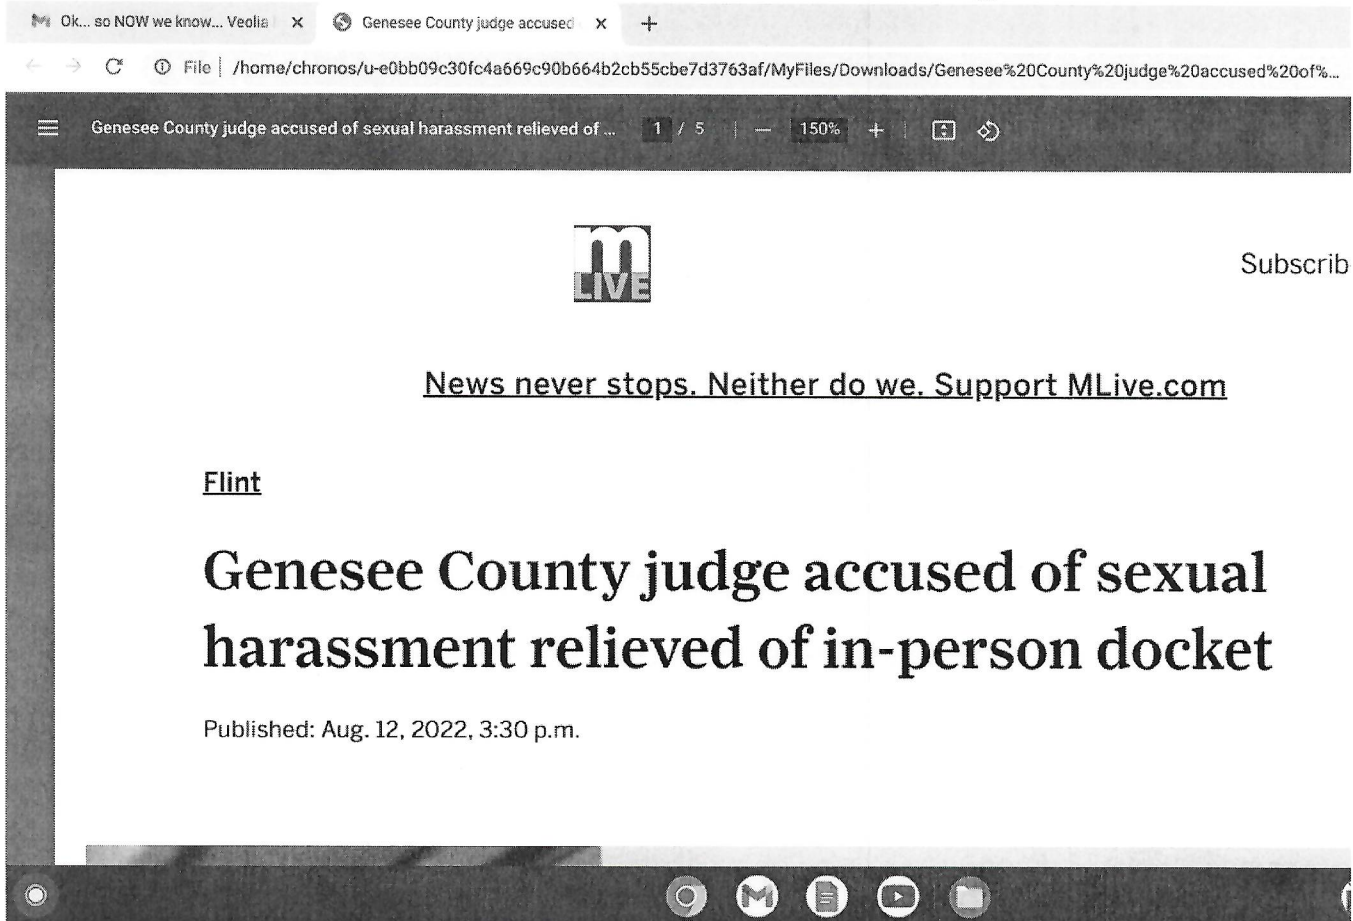 Ok... so NOW we know... Veolia
Genesee County judge accused
File
/home/chronos/u-e0bb09c30fc4a669c90b664b2cb55cbe7d3763af/MyFiles/Downloads/Genesee%20County%20judge%20accused%20of%...
Genesee County judge accused of sexual harassment relieved of ...
1 / 5
150%
m
LIVE
Subscrib
News never stops. Neither do we. Support MLive.com
Flint
Genesee County judge accused of sexual
harassment relieved of in-person docket
Published: Aug. 12, 2022, 3:30 p.m.